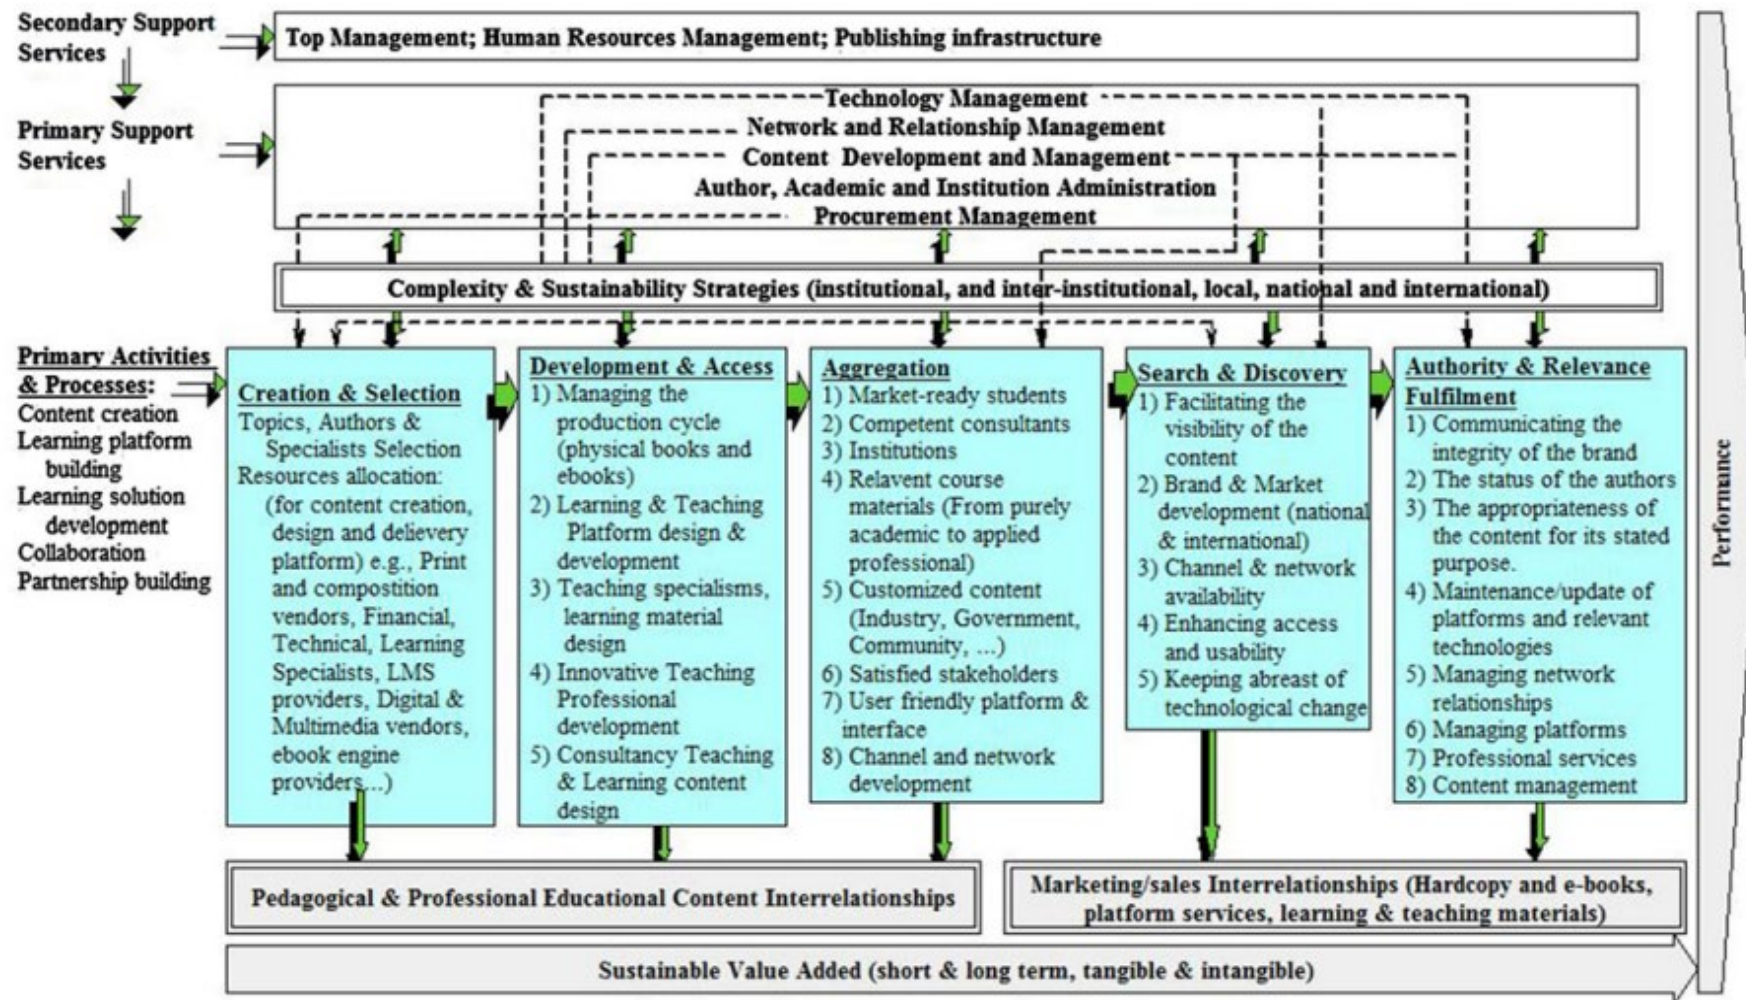 Secondary Support
Services
Top Management; Human Resources Management; Publishing infrastructure
Primary Support
Services
Technology Management
Network and Relationship Management
Content Development and Management
Author, Academic and Institution Administration
Procurement Management
Complexity & Sustainability Strategies (institutional, and inter-institutional, local, national and international)
Primary Activities
& Processes:
Content creation
Learning platform
building
Learning solution
development
Collaboration
Partnership building
Creation & Selection
Topics, Authors &
Specialists Selection
Resources allocation:
(for content creation,
design and delievery
platform) e.g., Print
and compostition
vendors, Financial,
Technical, Learning
Specialists, LMS
providers, Digital &
Multimedia vendors,
ebook engine
providers,...)
Development & Access
1) Managing the
production cycle
(physical books and
ebooks)
2) Learning & Teaching
Platform design &
development
3) Teaching specialisms,
learning material
design
4) Innovative Teaching
Professional
development
5) Consultancy Teaching
& Learning content
design
Aggregation
1) Market-ready students
2) Competent consultants
3) Institutions
4) Relavent course
materials (From purely
academic to applied
professional)
5) Customized content
(Industry, Government,
Community, ...)
6) Satisfied stakeholders
7) User friendly platform &
interface
8) Channel and network
development
Search & Discovery
1) Facilitating the
visibility of the
content
2) Brand & Market
development (national
& international)
3) Channel & network
availability
4) Enhancing access
and usability
5) Keeping abreast of
technological change
Authority & Relevance
Fulfilment
1) Communicating the
integrity of the brand
2) The status of the authors
3) The appropriateness of
the content for its stated
purpose.
4) Maintenance/update of
platforms and relevant
technologies
5) Managing network
relationships
6) Managing platforms
7) Professional services
8) Content management
Performance
Pedagogical & Professional Educational Content Interrelationships
Marketing/sales Interrelationships (Hardcopy and e-books,
platform services, learning & teaching materials)
Sustainable Value Added (short & long term, tangible & intangible)